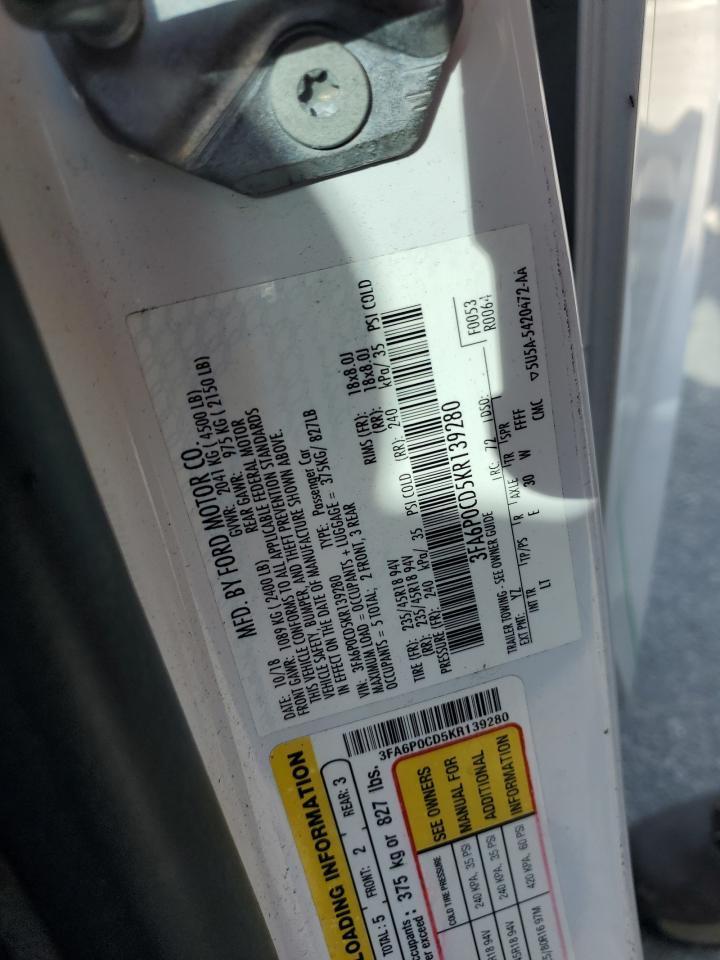 MFD. BY FORD MOTOR CO.
DATE: 10/18 GVWR: 2041 KG ( 4500 LB)
FRONT GAWR: 1089 KG ( 2400 LB) REAR GAWR: 975 KG ( 2150 LB)
THIS VEHICLE CONFORMS TO ALL APPLICABLE FEDERAL MOTOR
VEHICLE SAFETY, BUMPER, AND THEFT PREVENTION STANDARDS
IN EFFECT ON THE DATE OF MANUFACTURE SHOWN ABOVE.
VIN: 3FA6P0CD5KR139280 TYPE: Passenger Car
MAXIMUM LOAD = OCCUPANTS + LUGGAGE = 375KG/ 827LB
OCCUPANTS = 5 TOTAL; 2 FRONT, 3 REAR
TIRE (FR): 235/45R18 94V RIMS (FR): 18x8.0J
(RR): 235/45R18 94V (RR): 18x8.0J
PRESSURE (FR): 240 kPa/ 35 PSI COLD (RR): 240 kPa/ 35 PSI COLD
3FA6P0CD5KR139280
F0053
R0064
TRAILER TOWING - SEE OWNER GUIDE
EXT PNT: YZ RC: 72 DSO:
INT TR TP/PS R AXLE TR SPR
LT E 30 W FFFF
CMC
5U5A-5420472-AA
3FA6P0CD5KR139280
LOADING INFORMATION
TOTAL: 5 FRONT: 2 REAR: 3
375 kg or 827 lbs.
COLD TIRE PRESSURE
SEE OWNERS
MANUAL FOR
ADDITIONAL
INFORMATION
94V 240 KPA, 35 PSI
94V 240 KPA, 35 PSI
97M 420 KPA, 60 PSI